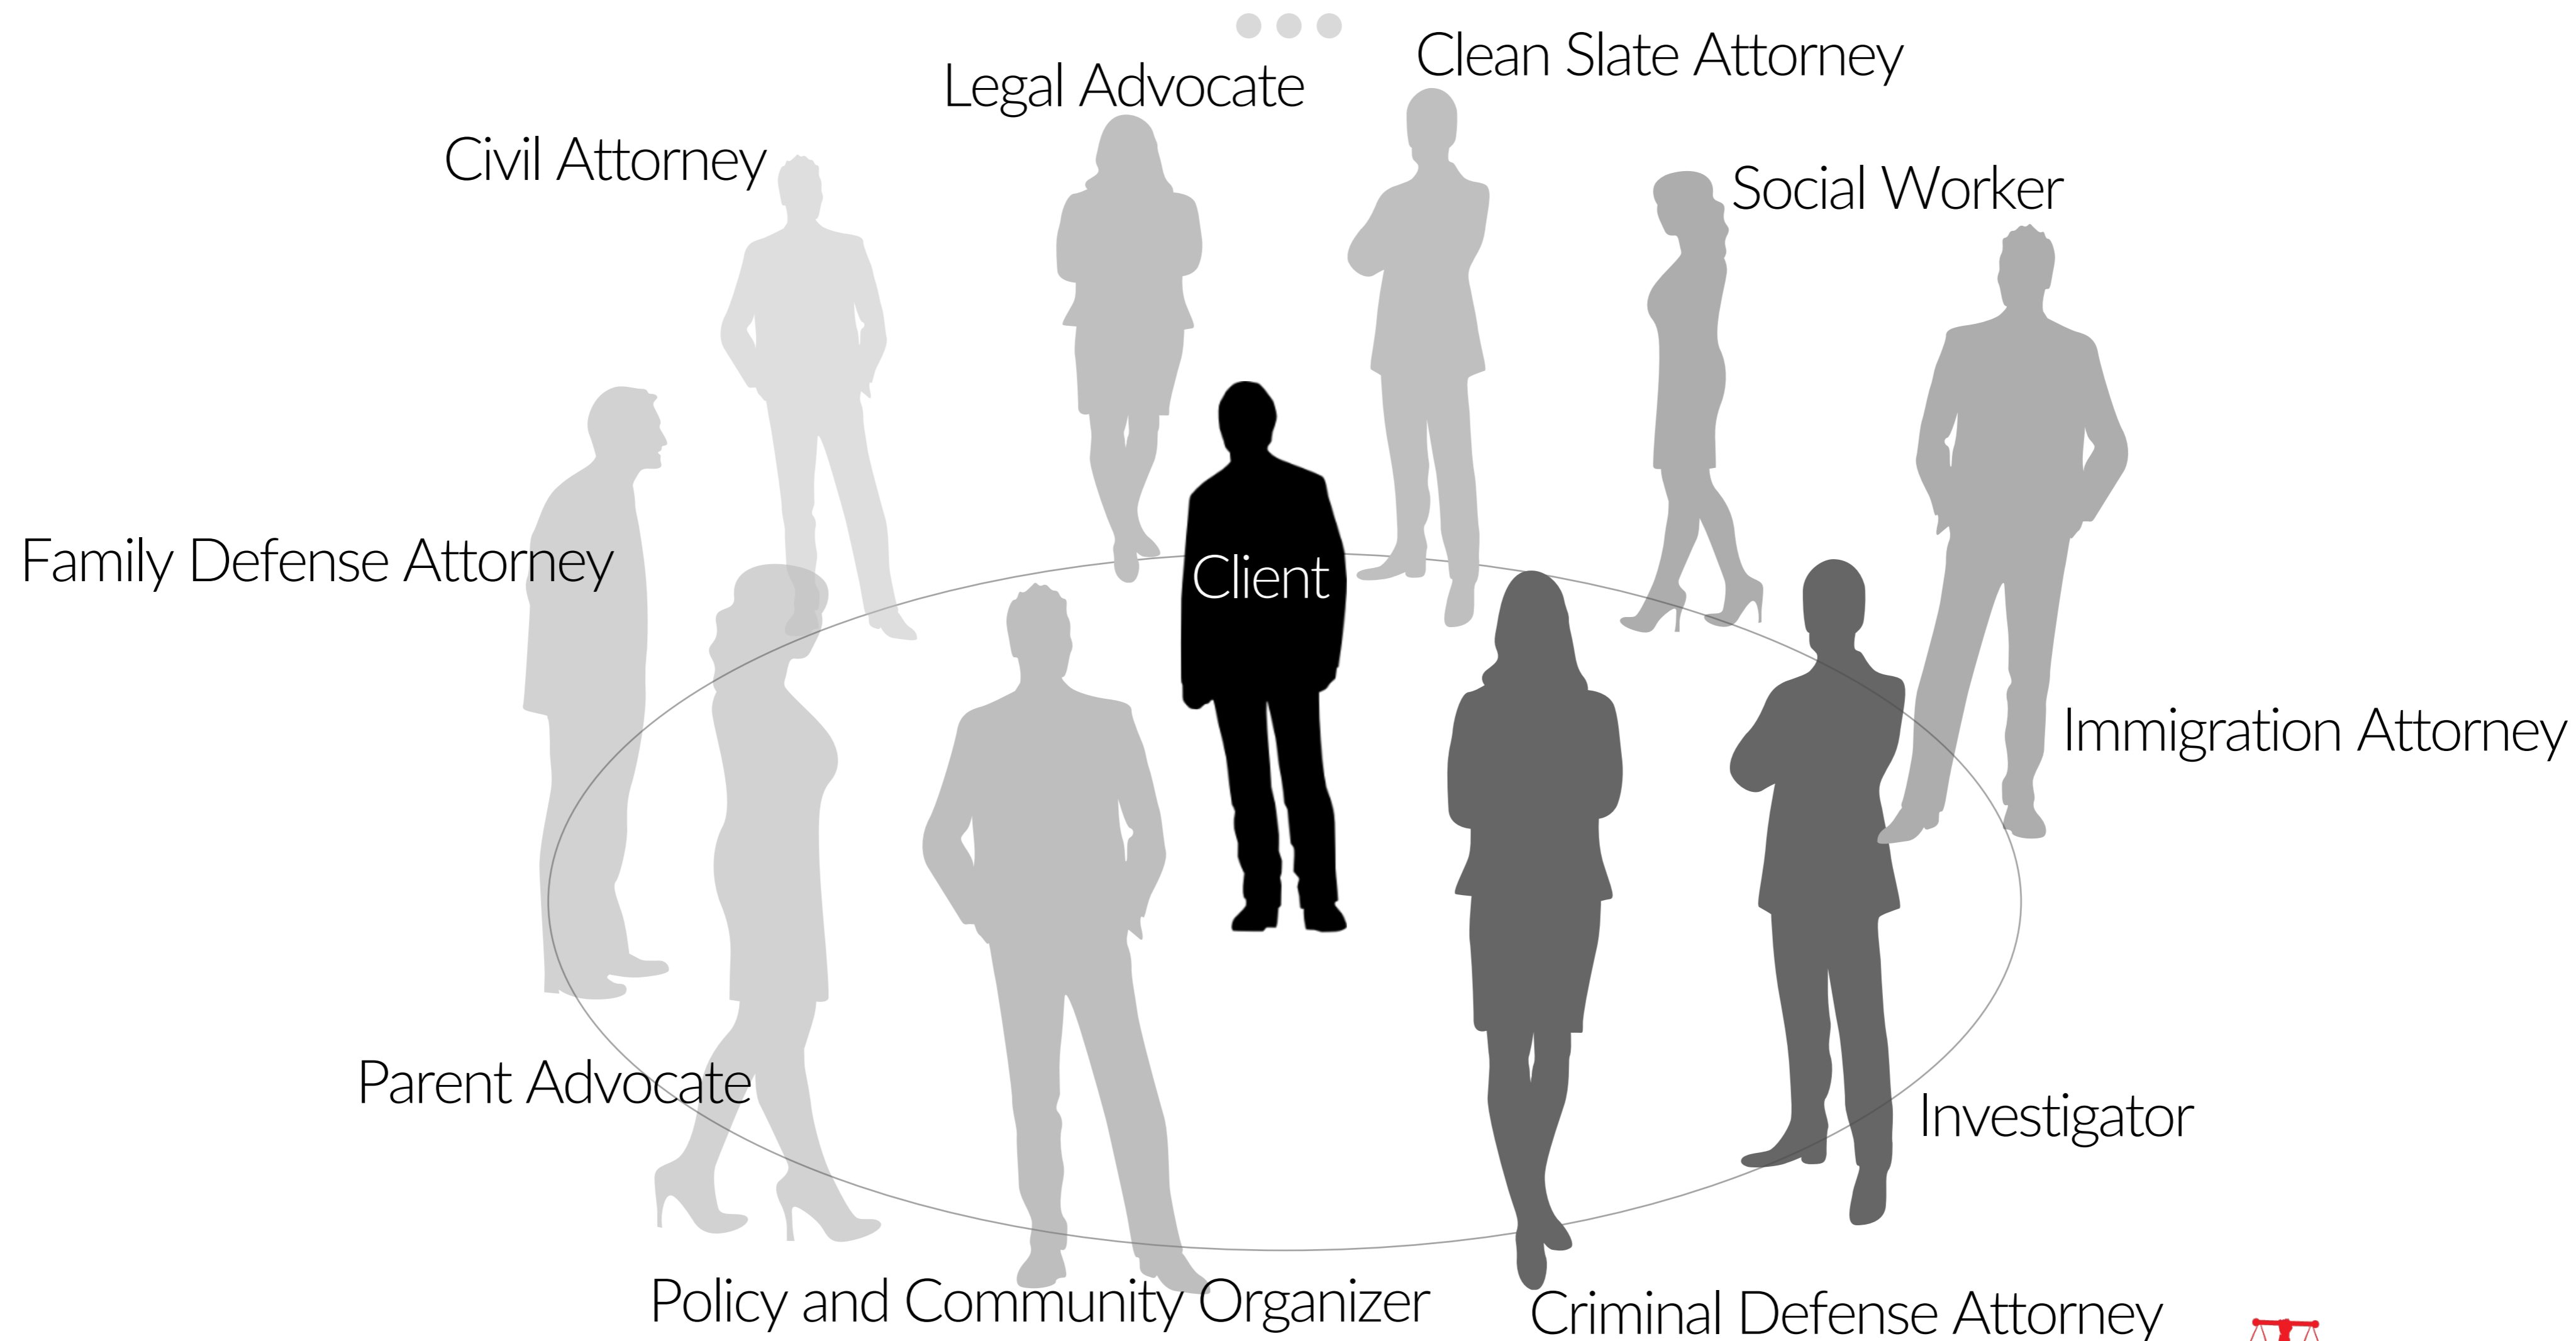 Clean Slate Attorney
Legal Advocate
Civil Attorney
Social Worker
Family Defense Attorney
Client
Immigration Attorney
Parent Advocate
Investigator
Policy and Community Organizer
Criminal Defense Attorney